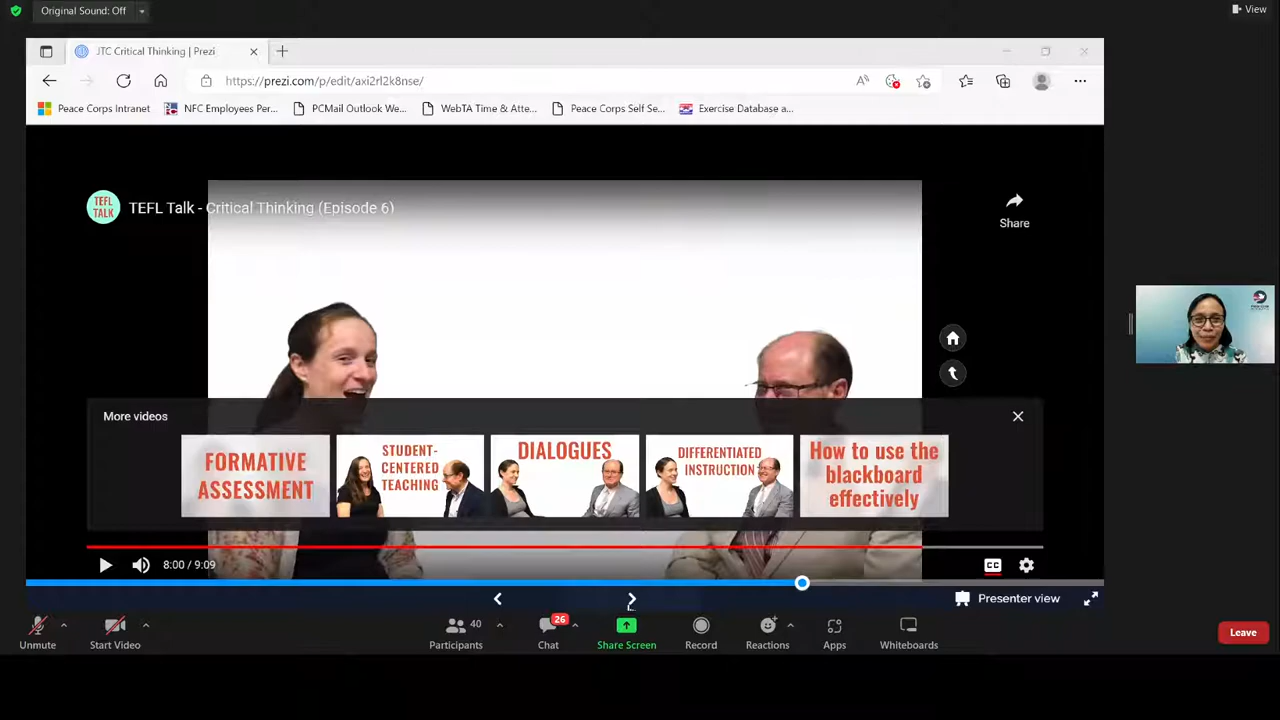 Original Sound: Off
View
JTC Critical Thinking | Prezi
https://prezi.com/p/edit/axi2rl2k8nse/
Peace Corps Intranet
NFC Employees Per...
PCMail Outlook We...
WebTA Time & Atte...
Peace Corps Self Se...
Exercise Database a...
TEFL
TALK
TEFL Talk - Critical Thinking (Episode 6)
Share
More videos
FORMATIVE
ASSESSMENT
STUDENT-
CENTERED
TEACHING
DIALOGUES
DIFFERENTIATED
INSTRUCTION
How to use the
blackboard
effectively
8:00 / 9:09
CC
Presenter view
Unmute
Start Video
40
Participants
26
Chat
Share Screen
Record
Reactions
Apps
Whiteboards
Leave